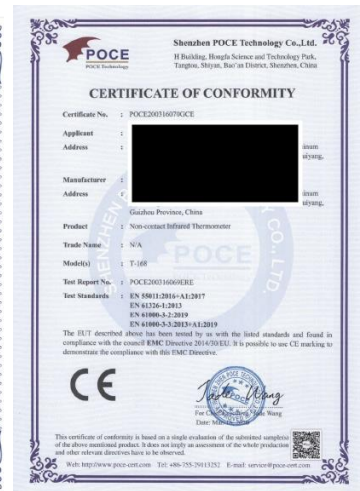 POCE
POCE Technology
Shenzhen POCE Technology Co.,Ltd.
H Building, Hongfa Science and Technology Park,
Tangtou, Shiyan, Bao'an District, Shenzhen, China
CERTIFICATE OF CONFORMITY
Certificate No. : POCE200316070GCE
Applicant :
Address :
Manufacturer :
Address :
Guizhou Province, China
Product : Non-contact Infrared Thermometer
Trade Name : N/A
Model(s) : T-168
Test Report No. : POCE200316069ERE
Test Standards : EN 55011:2016+A1:2017
EN 61326-1:2013
EN 61000-3-2:2019
EN 61000-3-3:2013+A1:2019
The EUT described above has been tested by us with the listed standards and found in
compliance with the council EMC Directive 2014/30/EU. It is possible to use CE marking to
demonstrate the compliance with this EMC Directive.
CE
Wang
Date:
This certificate of conformity is based on a single evaluation of the submitted sample(s)
of the above mentioned product. It does not imply an assessment of the whole production
and other relevant directives have to be observed.
Web: http://www.poce-cert.com Tel: +86-755-29113252 E-mail: service@poce-cert.com